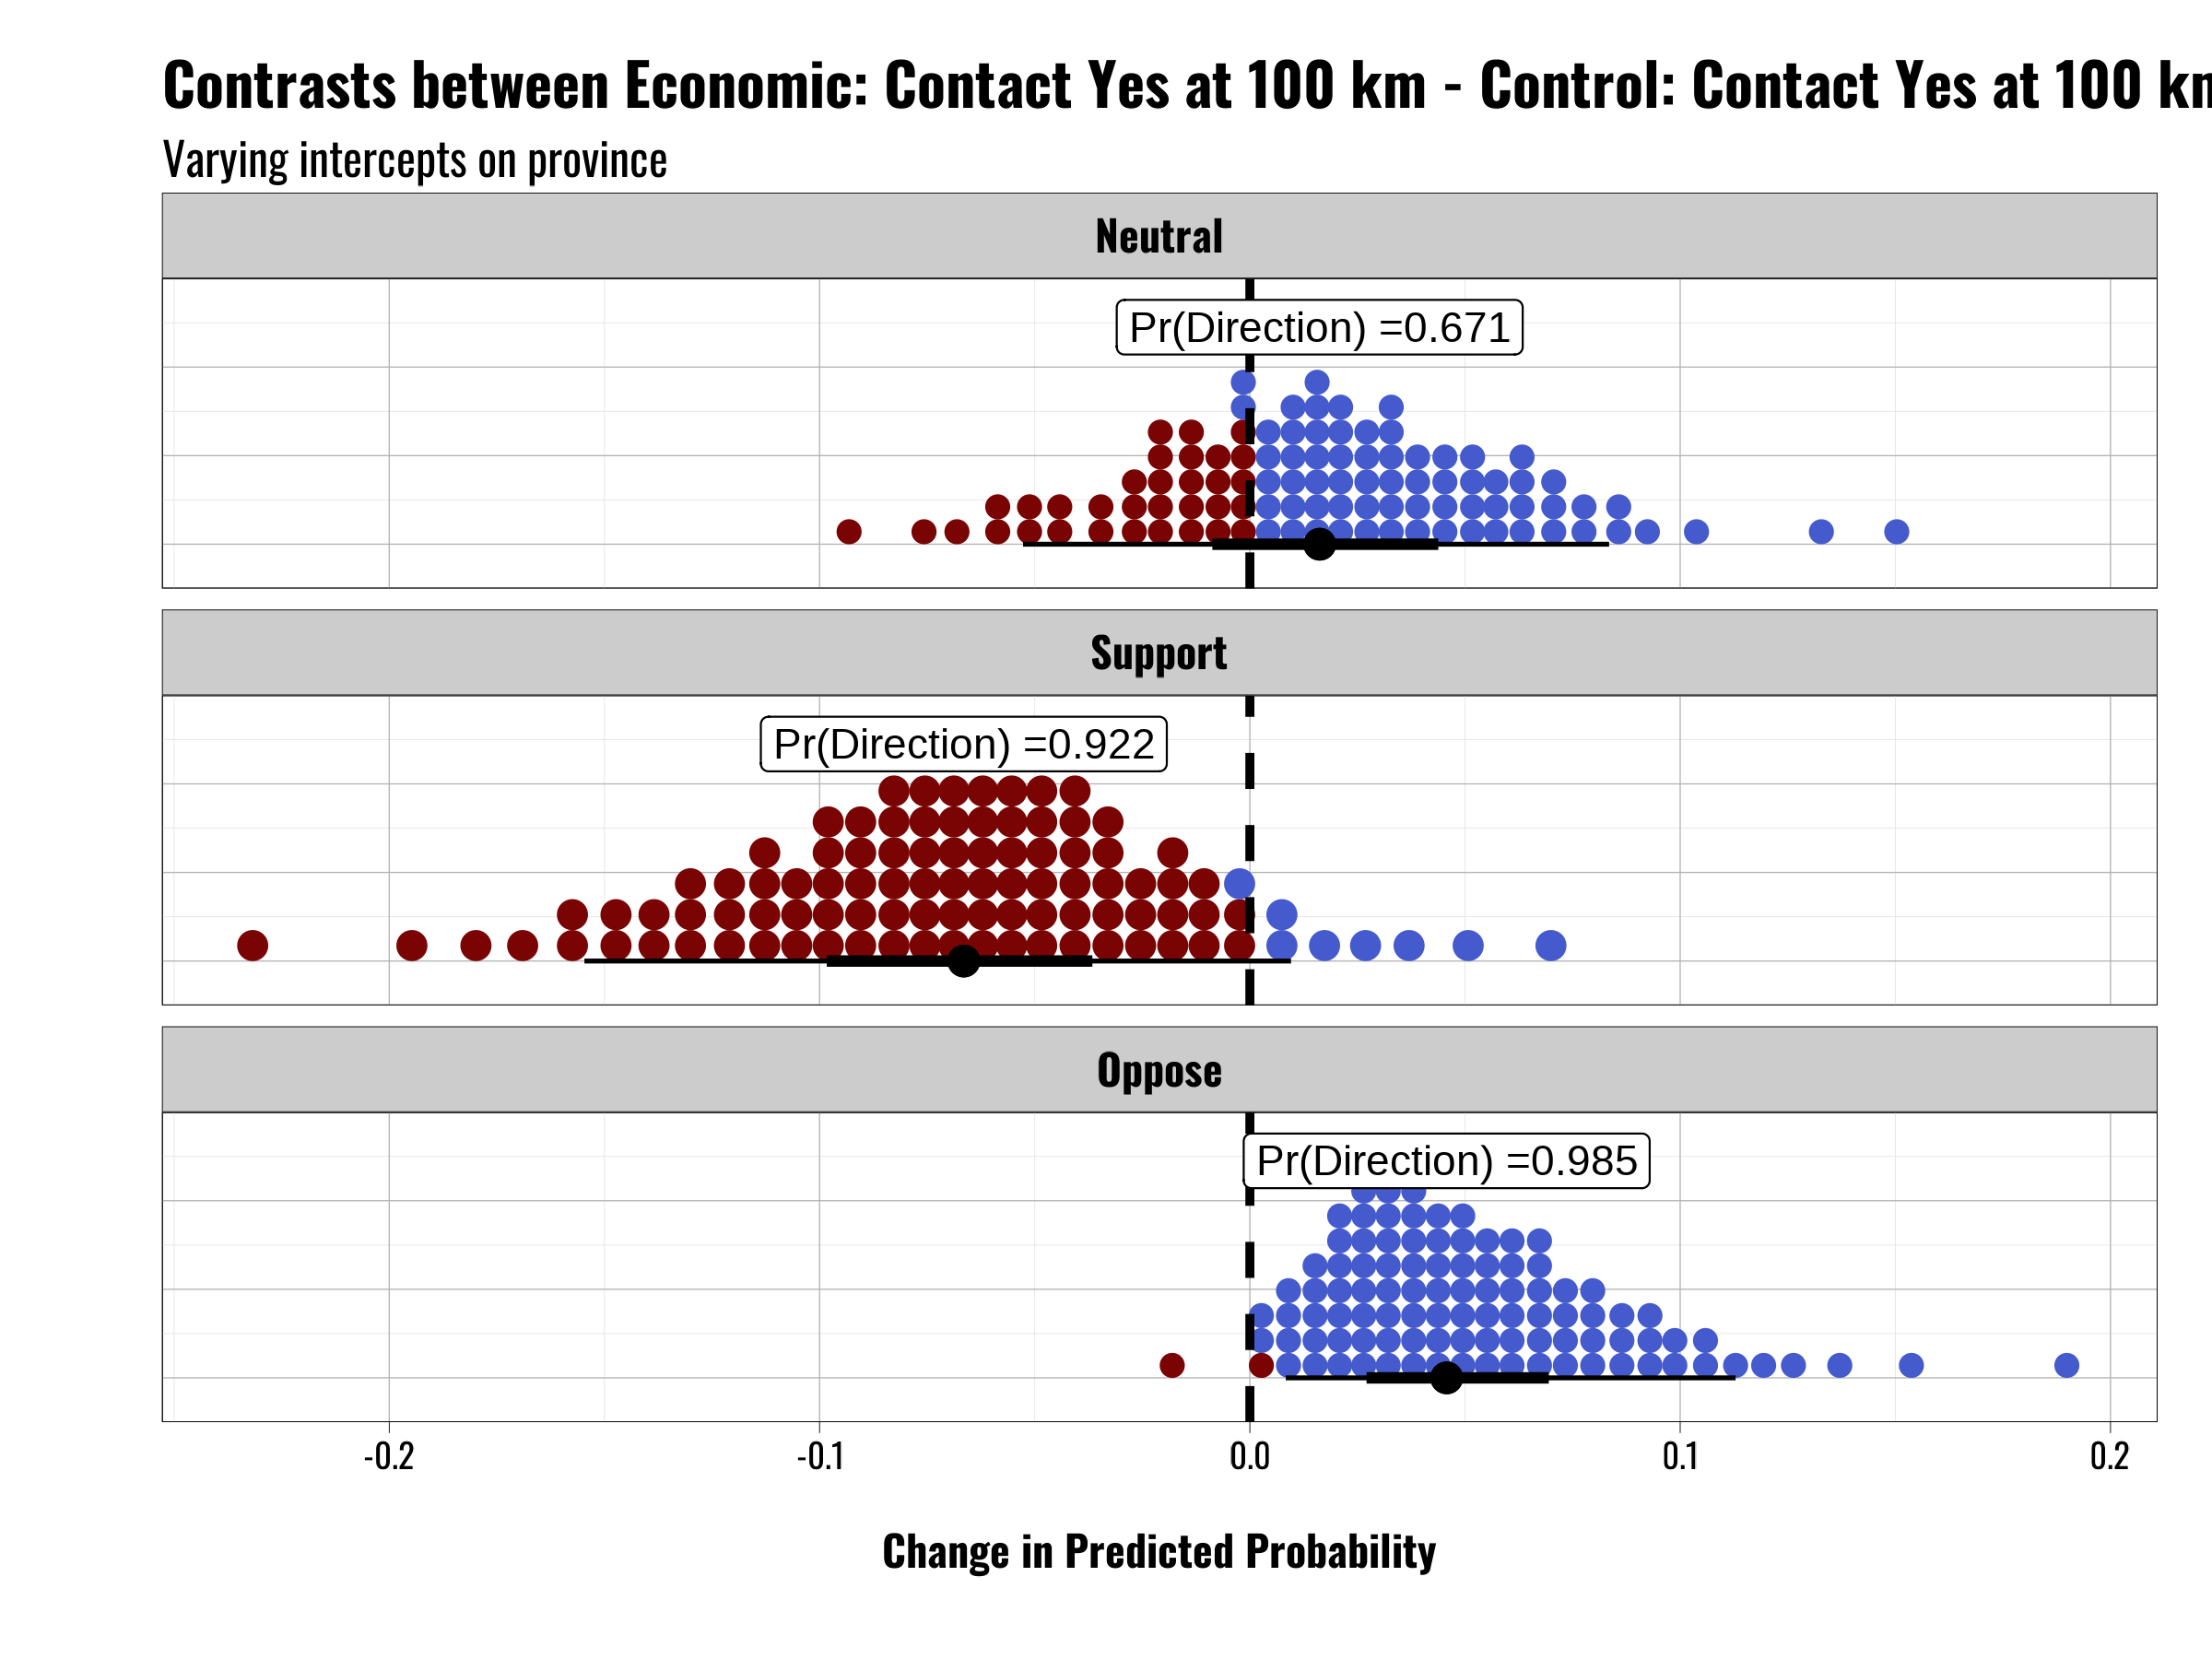 Contrasts between Economic: Contact Yes at 100 km - Control: Contact Yes at 100 km
Varying intercepts on province
Neutral
Pr(Direction) =0.671
Support
Pr(Direction) =0.922
Oppose
Pr(Direction) =0.985
-0.2 -0.1 0.0 0.1 0.2
Change in Predicted Probability